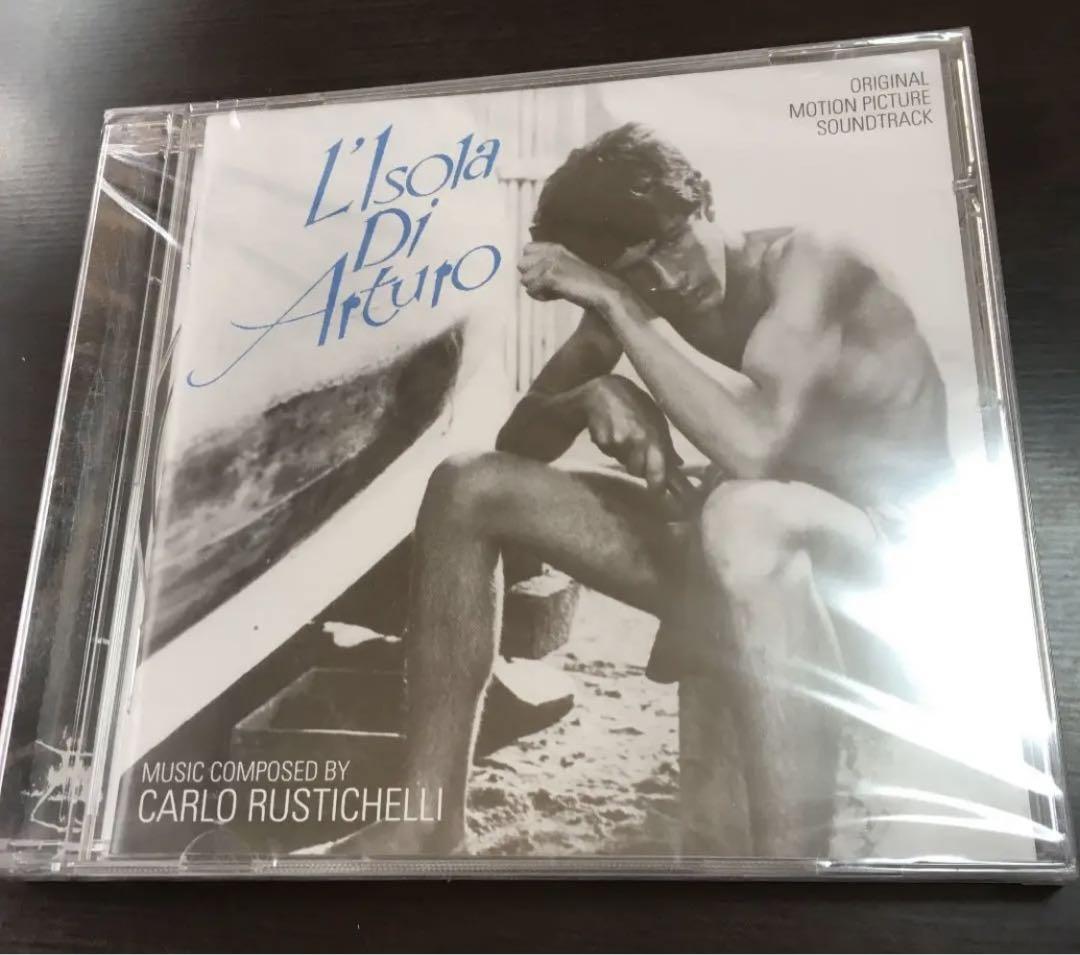 ORIGINAL
MOTION PICTURE
SOUNDTRACK
L'Isola
Di
Arturo
MUSIC COMPOSED BY
CARLO RUSTICHELLI